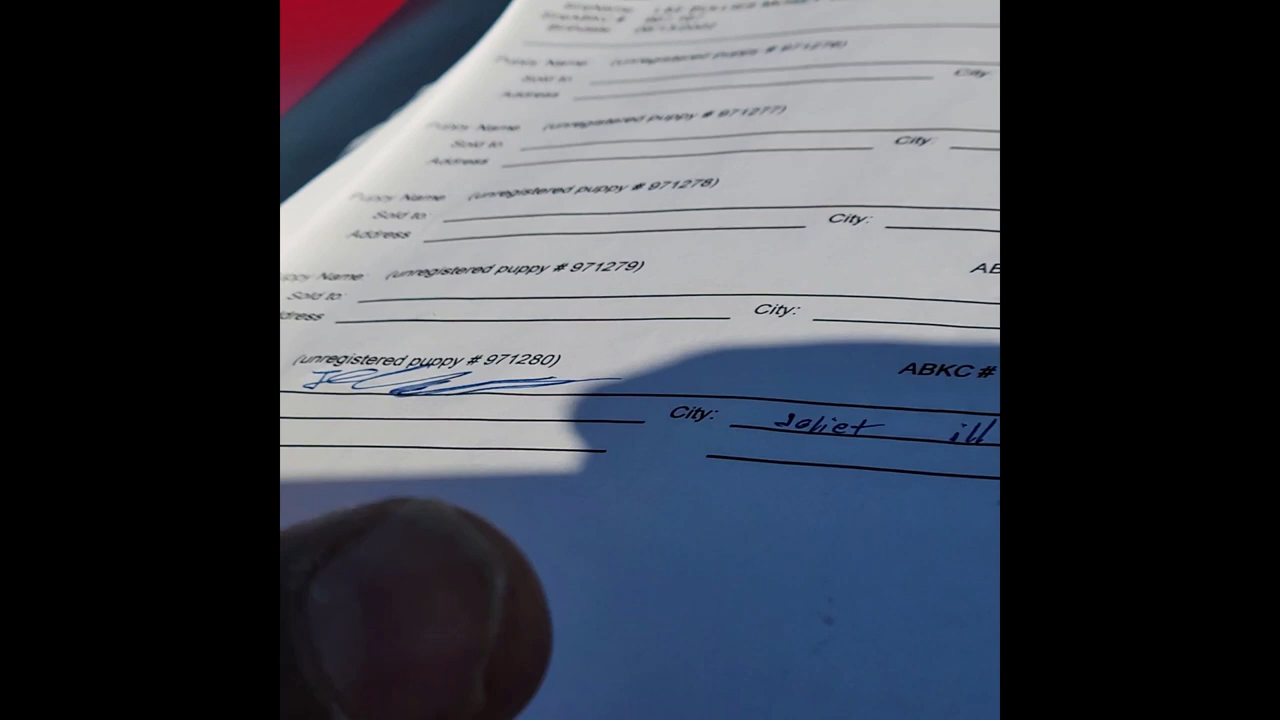 Puppy Name (unregistered puppy # 971276)
Sold to:
Address City
Puppy Name (unregistered puppy # 971277)
Sold to:
Address City:
Puppy Name (unregistered puppy # 971278)
Sold to:
Address City:
ppy Name (unregistered puppy # 971279) AB
Sold to:
dress City:
(unregistered puppy # 971280) ABKC #
City: Joliet ill